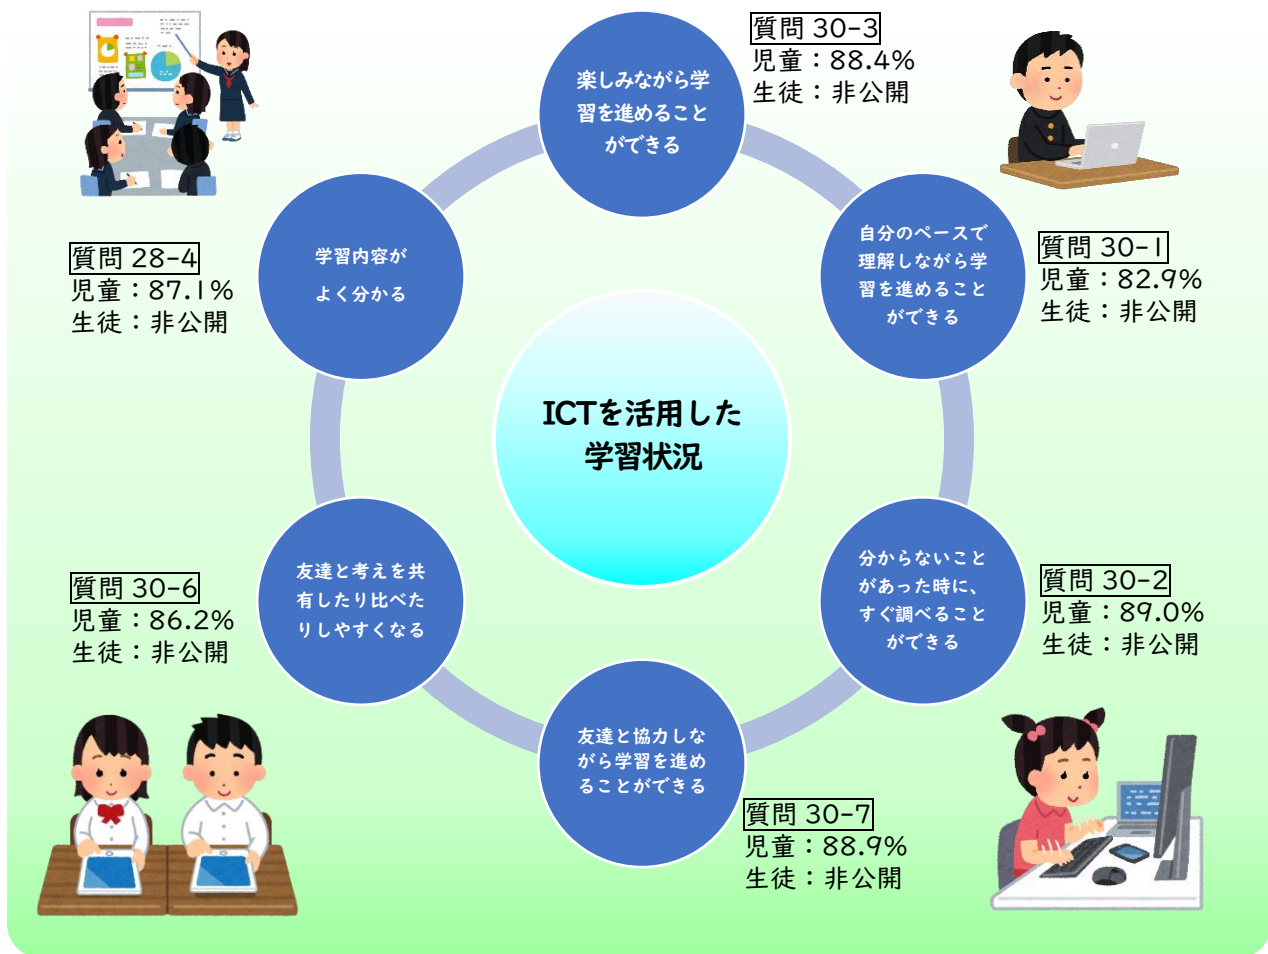 質問 30-3
児童：88.4%
生徒：非公開
楽しみながら学
習を進めること
ができる
自分のペースで
理解しながら学
習を進めること
ができる
質問 30-1
児童：82.9%
生徒：非公開
学習内容が
よく分かる
質問 28-4
児童：87.1%
生徒：非公開
ICTを活用した
学習状況
分からないこと
があった時に、
すぐ調べること
ができる
質問 30-2
児童：89.0%
生徒：非公開
友達と考えを共
有したり比べた
りしやすくなる
質問 30-6
児童：86.2%
生徒：非公開
友達と協力しな
がら学習を進め
ることができる
質問 30-7
児童：88.9%
生徒：非公開